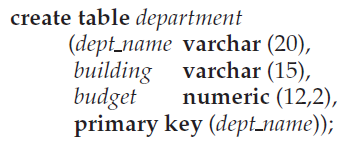 create table department
(dept_name varchar (20),
building varchar (15),
budget numeric (12,2),
primary key (dept_name));